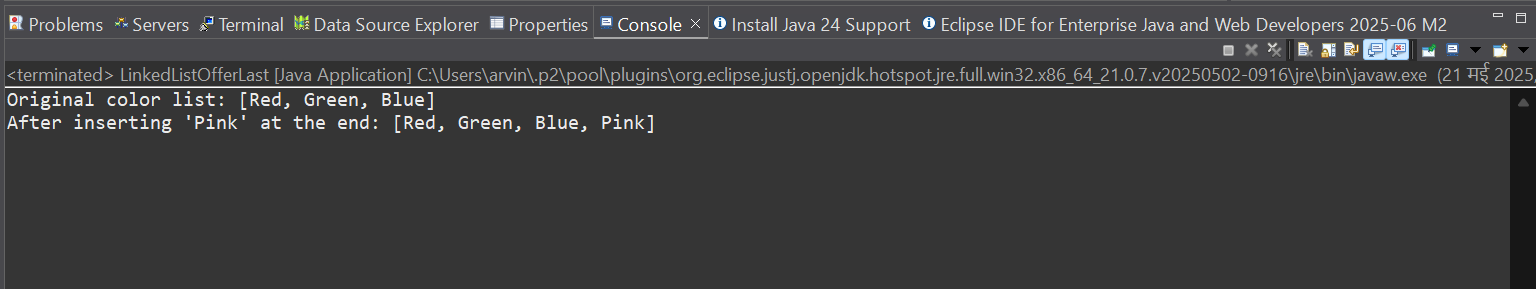 Problems Servers Terminal Data Source Explorer Properties Console Install Java 24 Support Eclipse IDE for Enterprise Java and Web Developers 2025-06 M2
<terminated> LinkedListOfferLast [Java Application] C:\Users\arvin\.p2\pool\plugins\org.eclipse.justj.openjdk.hotspot.jre.full.win32.x86_64_21.0.7.v20250502-0916\jre\bin\javaw.exe (21 मई 2025,
Original color list: [Red, Green, Blue]
After inserting 'Pink' at the end: [Red, Green, Blue, Pink]